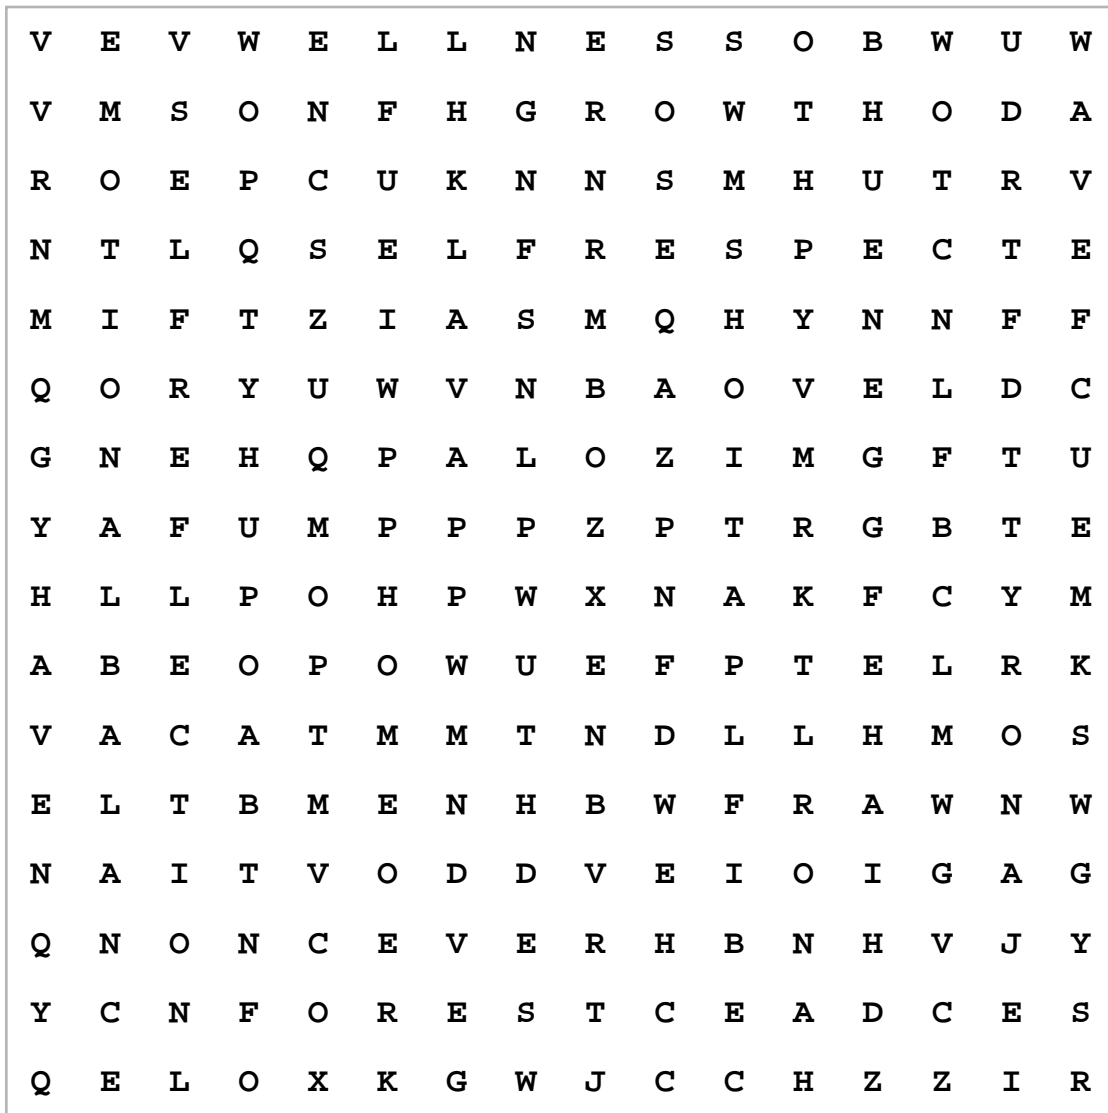 V E V W E L L N E S S O B W U W
V M S O N F H G R O W T H O D A
R O E P C U K N N S M H U T R V
N T L Q S E L F R E S P E C T E
M I F T Z I A S M Q H Y N N F F
Q O R Y U W V N B A O V E L D C
G N E H Q P A L O Z I M G F T U
Y A F U M P P P Z P T R G B T E
H L L P O H P W X N A K F C Y M
A B E O P O W U E F P T E L R K
V A C A T M M T N D L L H M O S
E L T B M E N H B W F R A W N W
N A I T V O D D V E I O I G A G
Q N O N C E V E R H B N H V J Y
Y C N F O R E S T C E A D C E S
Q E L O X K G W J C C H Z Z I R